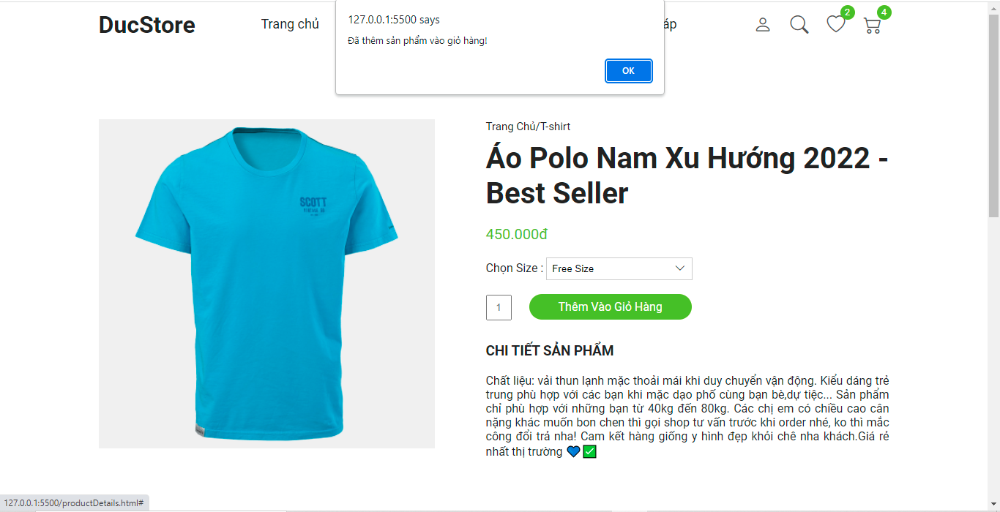 DucStore
Trang chủ
áp
2
4
127.0.0.1:5500 says
Đã thêm sản phẩm vào giỏ hàng!
OK
SCOTT
Trang Chủ/T-shirt
Áo Polo Nam Xu Hướng 2022 -
Best Seller
450.000đ
Chọn Size : Free Size
1 Thêm Vào Giỏ Hàng
CHI TIẾT SẢN PHẨM
Chất liệu: vải thun lạnh mặc thoải mái khi duy chuyển vận động. Kiểu dáng trẻ
trung phù hợp với các bạn khi mặc dạo phố cùng bạn bè,dự tiệc... Sản phẩm
chỉ phù hợp với những bạn từ 40kg đến 80kg. Các chị em có chiều cao cân
nặng khác muốn bon chen thì gọi shop tư vấn trước khi order nhé, ko thì mắc
công đổi trả nha! Cam kết hàng giống y hình đẹp khỏi chê nha khách.Giá rẻ
nhất thị trường 💙✅
127.0.0.1:5500/productDetails.html#